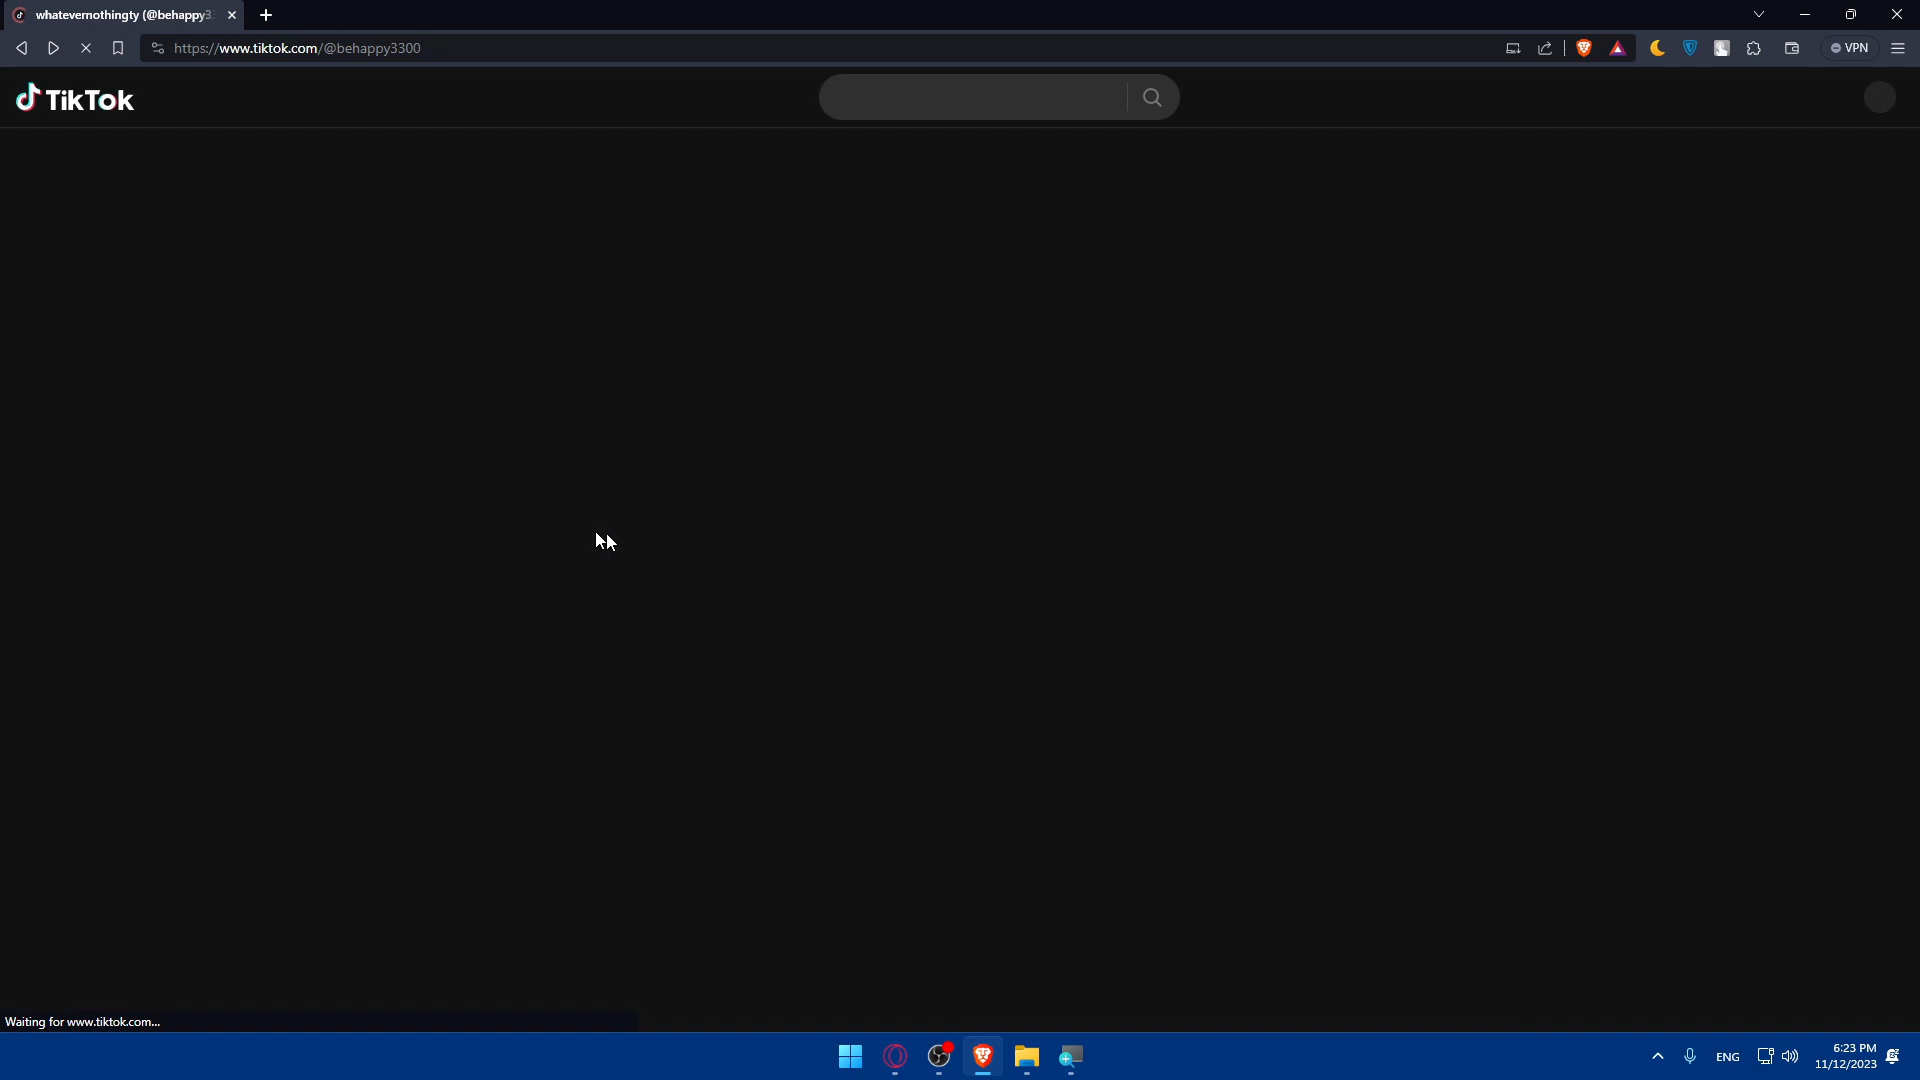 whatevernothingty (@behappy3
https://www.tiktok.com/@behappy3300
VPN
TikTok
Waiting for www.tiktok.com...
ENG
6:23 PM
11/12/2023